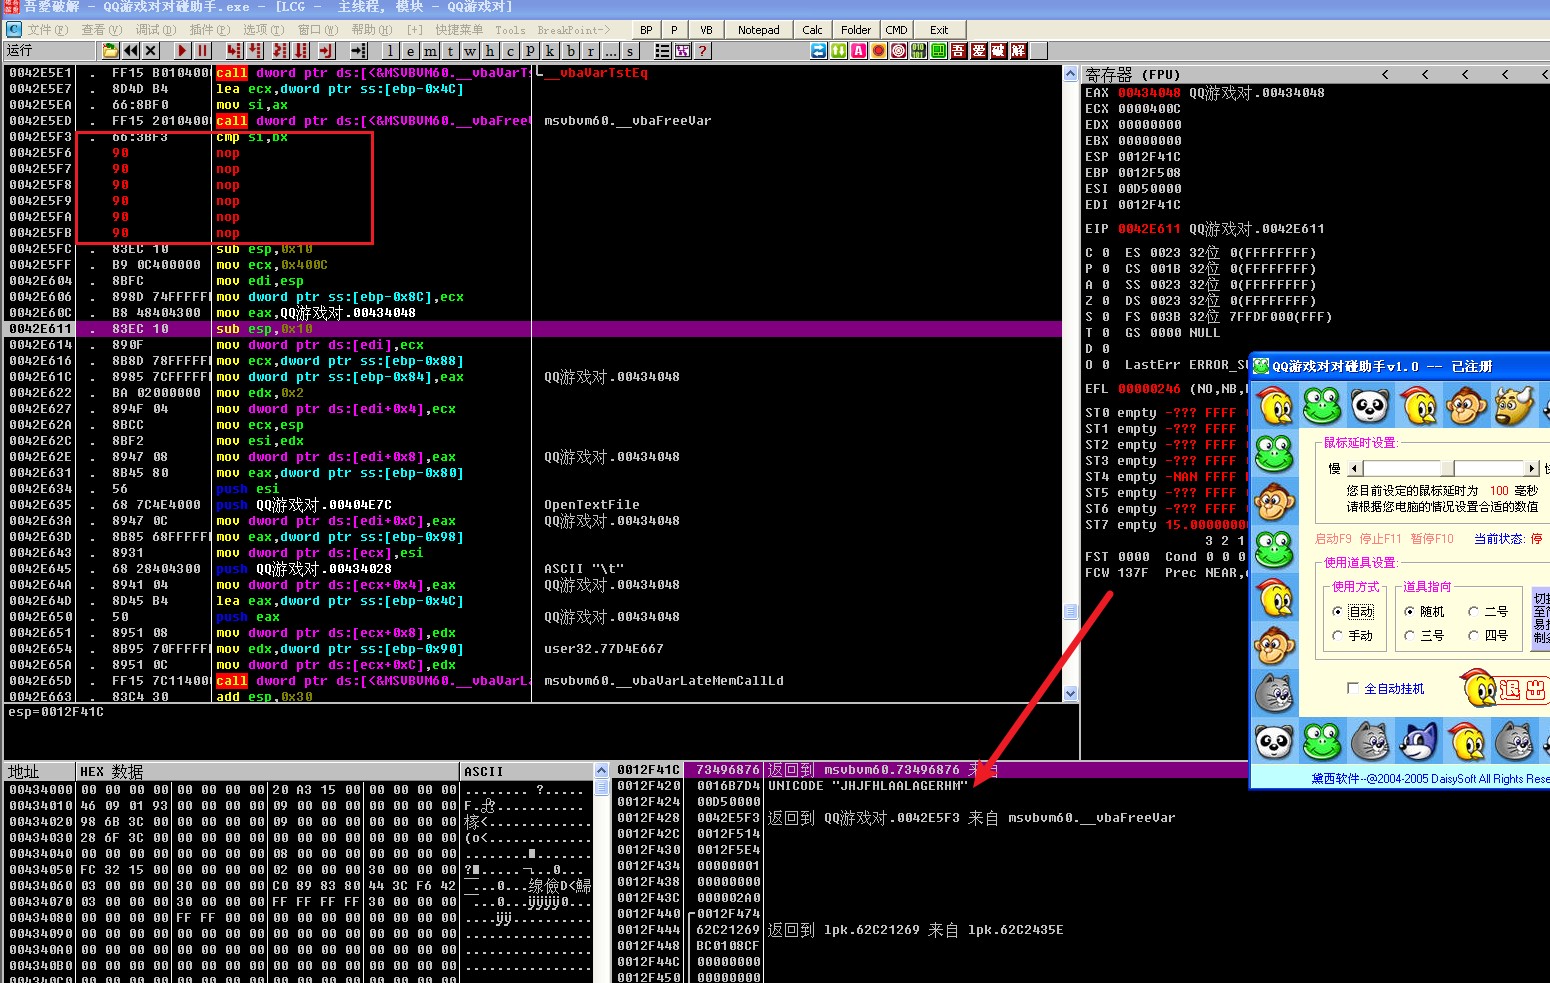 吾爱破解 - QQ游戏对对碰助手.exe - [LCG - 主线程, 模块 - QQ游戏对]
文件(F) 查看(V) 调试(D) 插件(P) 选项(T) 窗口(W) 帮助(H) [+] 快捷菜单 Tools BreakPoint-> BP P VB Notepad Calc Folder CMD Exit
运行 l e m t w h c p k b r ... s ? 吾 爱 破 解
0042E5E1 . FF15 B0104000 call dword ptr ds:[<&MSVBVM60.__vbaVarTs __vbaVarTstEq
0042E5E7 . 8D4D B4 lea ecx,dword ptr ss:[ebp-0x4C]
0042E5EA . 66:8BF0 mov si,ax
0042E5ED . FF15 20104000 call dword ptr ds:[<&MSVBVM60.__vbaFreeV msvbvm60.__vbaFreeVar
0042E5F3 . 66:3BF3 cmp si,bx
0042E5F6 90 nop
0042E5F7 90 nop
0042E5F8 90 nop
0042E5F9 90 nop
0042E5FA 90 nop
0042E5FB 90 nop
0042E5FC . 83EC 10 sub esp,0x10
0042E5FF . B9 0C400000 mov ecx,0x400C
0042E604 . 8BFC mov edi,esp
0042E606 . 898D 74FFFFFF mov dword ptr ss:[ebp-0x8C],ecx
0042E60C . B8 48404300 mov eax,QQ游戏对.00434048
0042E611 . 83EC 10 sub esp,0x10
0042E614 . 890F mov dword ptr ds:[edi],ecx
0042E616 . 8B8D 78FFFFFF mov ecx,dword ptr ss:[ebp-0x88]
0042E61C . 8985 7CFFFFFF mov dword ptr ss:[ebp-0x84],eax QQ游戏对.00434048
0042E622 . BA 02000000 mov edx,0x2
0042E627 . 894F 04 mov dword ptr ds:[edi+0x4],ecx
0042E62A . 8BCC mov ecx,esp
0042E62C . 8BF2 mov esi,edx
0042E62E . 8947 08 mov dword ptr ds:[edi+0x8],eax QQ游戏对.00434048
0042E631 . 8B45 80 mov eax,dword ptr ss:[ebp-0x80]
0042E634 . 56 push esi
0042E635 . 68 7C4E4000 push QQ游戏对.00404E7C OpenTextFile
0042E63A . 8947 0C mov dword ptr ds:[edi+0xC],eax QQ游戏对.00434048
0042E63D . 8B85 68FFFFFF mov eax,dword ptr ss:[ebp-0x98]
0042E643 . 8931 mov dword ptr ds:[ecx],esi
0042E645 . 68 28404300 push QQ游戏对.00434028 ASCII "\t"
0042E64A . 8941 04 mov dword ptr ds:[ecx+0x4],eax QQ游戏对.00434048
0042E64D . 8D45 B4 lea eax,dword ptr ss:[ebp-0x4C]
0042E650 . 50 push eax QQ游戏对.00434048
0042E651 . 8951 08 mov dword ptr ds:[ecx+0x8],edx
0042E654 . 8B95 70FFFFFF mov edx,dword ptr ss:[ebp-0x90] user32.77D4E667
0042E65A . 8951 0C mov dword ptr ds:[ecx+0xC],edx
0042E65D . FF15 7C114000 call dword ptr ds:[<&MSVBVM60.__vbaVarLa msvbvm60.__vbaVarLateMemCallLd
0042E663 . 83C4 30 add esp,0x30
esp=0012F41C
寄存器 (FPU) < < < < <
EAX 00434048 QQ游戏对.00434048
ECX 0000400C
EDX 00000000
EBX 00000000
ESP 0012F41C
EBP 0012F508
ESI 00D50000
EDI 0012F41C
EIP 0042E611 QQ游戏对.0042E611
C 0 ES 0023 32位 0(FFFFFFFF)
P 0 CS 001B 32位 0(FFFFFFFF)
A 0 SS 0023 32位 0(FFFFFFFF)
Z 0 DS 0023 32位 0(FFFFFFFF)
S 0 FS 003B 32位 7FFDF000(FFF)
T 0 GS 0000 NULL
D 0
O 0 LastErr ERROR_S
EFL 00000246 (NO,NB,
ST0 empty -??? FFFF
ST1 empty -??? FFFF
ST2 empty -??? FFFF
ST3 empty -??? FFFF
ST4 empty -NAN FFFF
ST5 empty -??? FFFF
ST6 empty -??? FFFF
ST7 empty 15.0000000
3 2 1
FST 0000 Cond 0 0 0
FCW 137F Prec NEAR,
QQ游戏对对碰助手v1.0 -- 已注册
鼠标延时设置:
慢
您目前设定的鼠标延时为 100 毫秒
请根据您电脑的情况设置合适的数值
启动F9 停止F11 暂停F10 当前状态: 停
使用道具设置:
使用方式 道具指向
自动 随机 二号
手动 三号 四号
全自动挂机 退出
黛西软件--@2004-2005 DaisySoft All Rights Rese
地址 HEX 数据 ASCII
00434000 00 00 00 00 00 00 00 00 20 A3 15 00 00 00 00 00
00434010 46 09 01 93 00 00 00 00 09 00 00 00 00 00 00 00
00434020 98 6B 3C 00 00 00 00 00 09 00 00 00 00 00 00 00
00434030 28 6F 3C 00 00 00 00 00 00 00 00 00 00 00 00 00
00434040 00 00 00 00 00 00 00 00 08 00 00 00 00 00 00 00
00434050 FC 32 15 00 00 00 00 00 02 00 00 00 30 00 00 00
00434060 03 00 00 00 30 00 00 00 C0 89 83 80 44 3C F6 42
00434070 03 00 00 00 30 00 00 00 FF FF FF FF 30 00 00 00
00434080 00 00 00 00 FF FF 00 00 00 00 00 00 00 00 00 00
00434090 00 00 00 00 00 00 00 00 00 00 00 00 00 00 00 00
004340A0 00 00 00 00 00 00 00 00 00 00 00 00 00 00 00 00
004340B0 00 00 00 00 00 00 00 00 00 00 00 00 00 00 00 00
0012F41C 73496876 返回到 msvbvm60.73496876 来自
0012F420 0016B7D4 UNICODE "JHJFHLAALAGERHM"
0012F424 00D50000
0012F428 0042E5F3 返回到 QQ游戏对.0042E5F3 来自 msvbvm60.__vbaFreeVar
0012F42C 0012F514
0012F430 0012F5E4
0012F434 00000001
0012F438 00000000
0012F43C 000002A0
0012F440 0012F474
0012F444 62C21269 返回到 lpk.62C21269 来自 lpk.62C2435E
0012F448 BC0108CF
0012F44C 00000000
0012F450 00000000